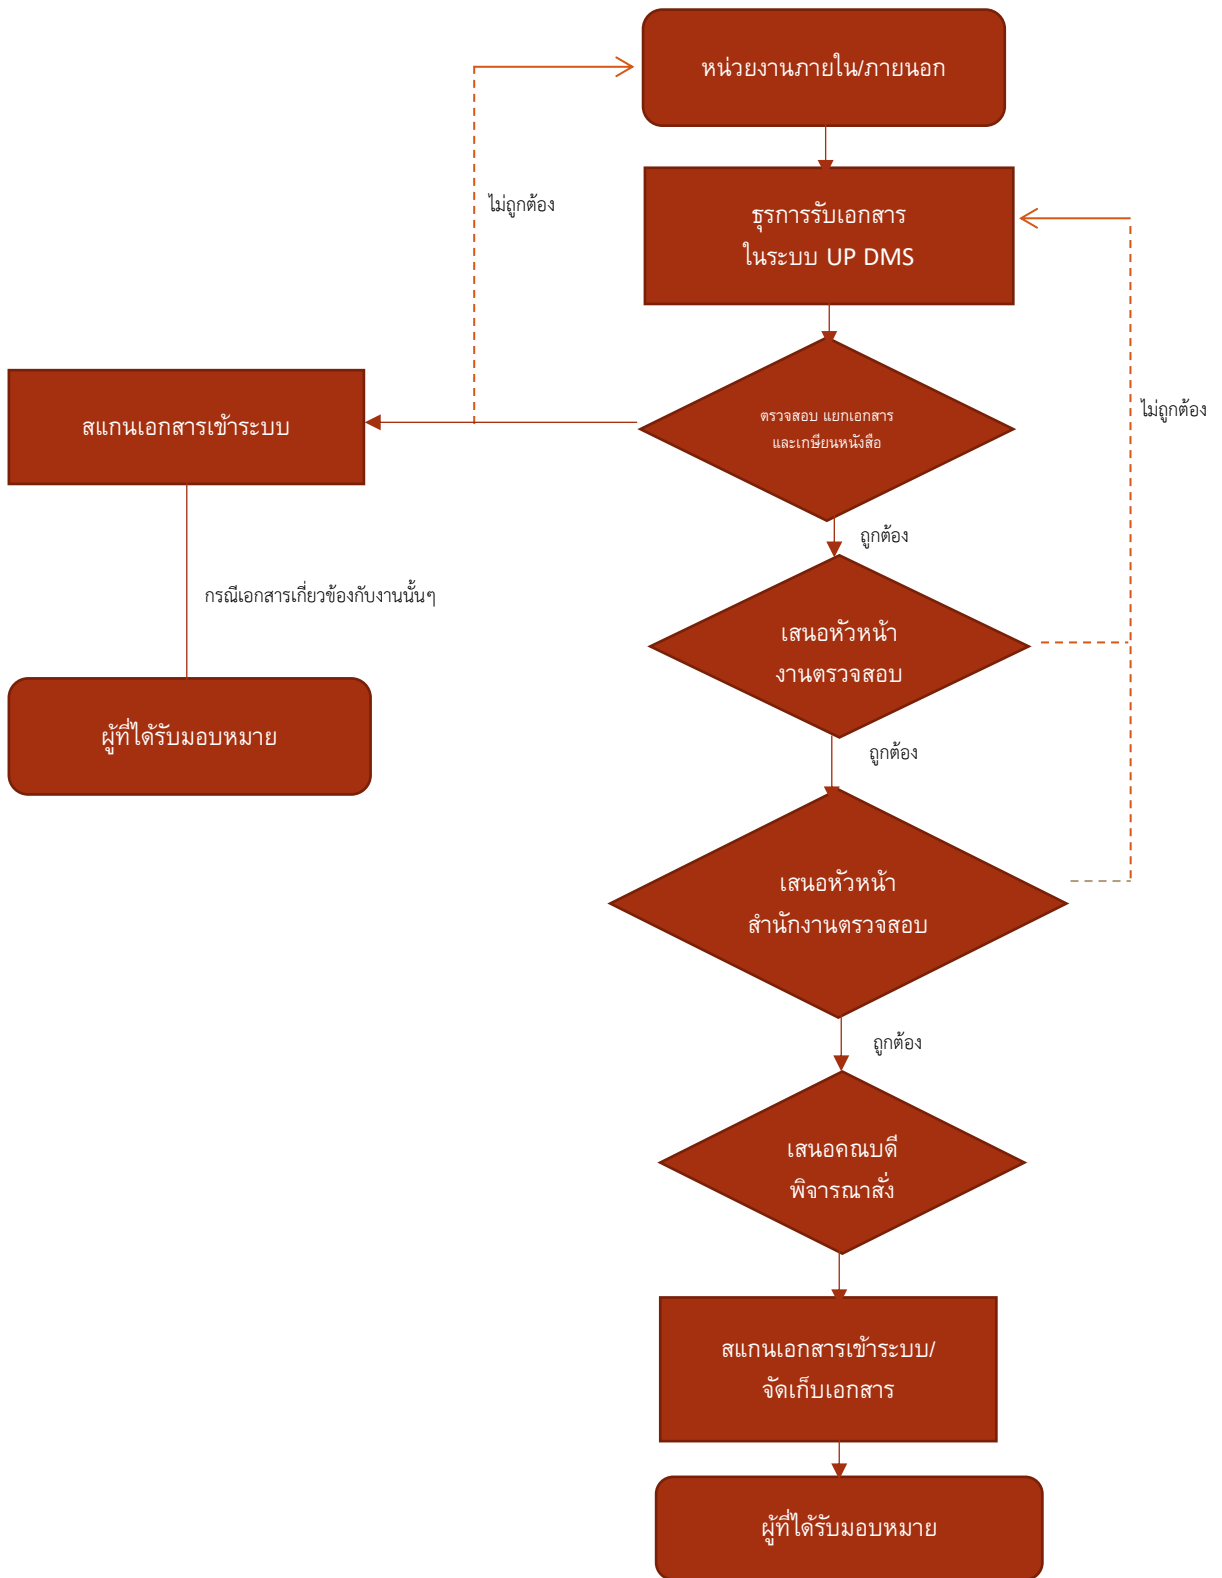 หน่วยงานภายใน/ภายนอก
ไม่ถูกต้อง
ธุรการรับเอกสาร
ในระบบ UP DMS
สแกนเอกสารเข้าระบบ
ตรวจสอบ แยกเอกสาร
และเกษียนหนังสือ
ไม่ถูกต้อง
ถูกต้อง
กรณีเอกสารเกี่ยวข้องกับงานนั้นๆ
เสนอหัวหน้า
งานตรวจสอบ
ผู้ที่ได้รับมอบหมาย
ถูกต้อง
เสนอหัวหน้า
สำนักงานตรวจสอบ
ถูกต้อง
เสนอคณบดี
พิจารณาสั่ง
สแกนเอกสารเข้าระบบ/
จัดเก็บเอกสาร
ผู้ที่ได้รับมอบหมาย